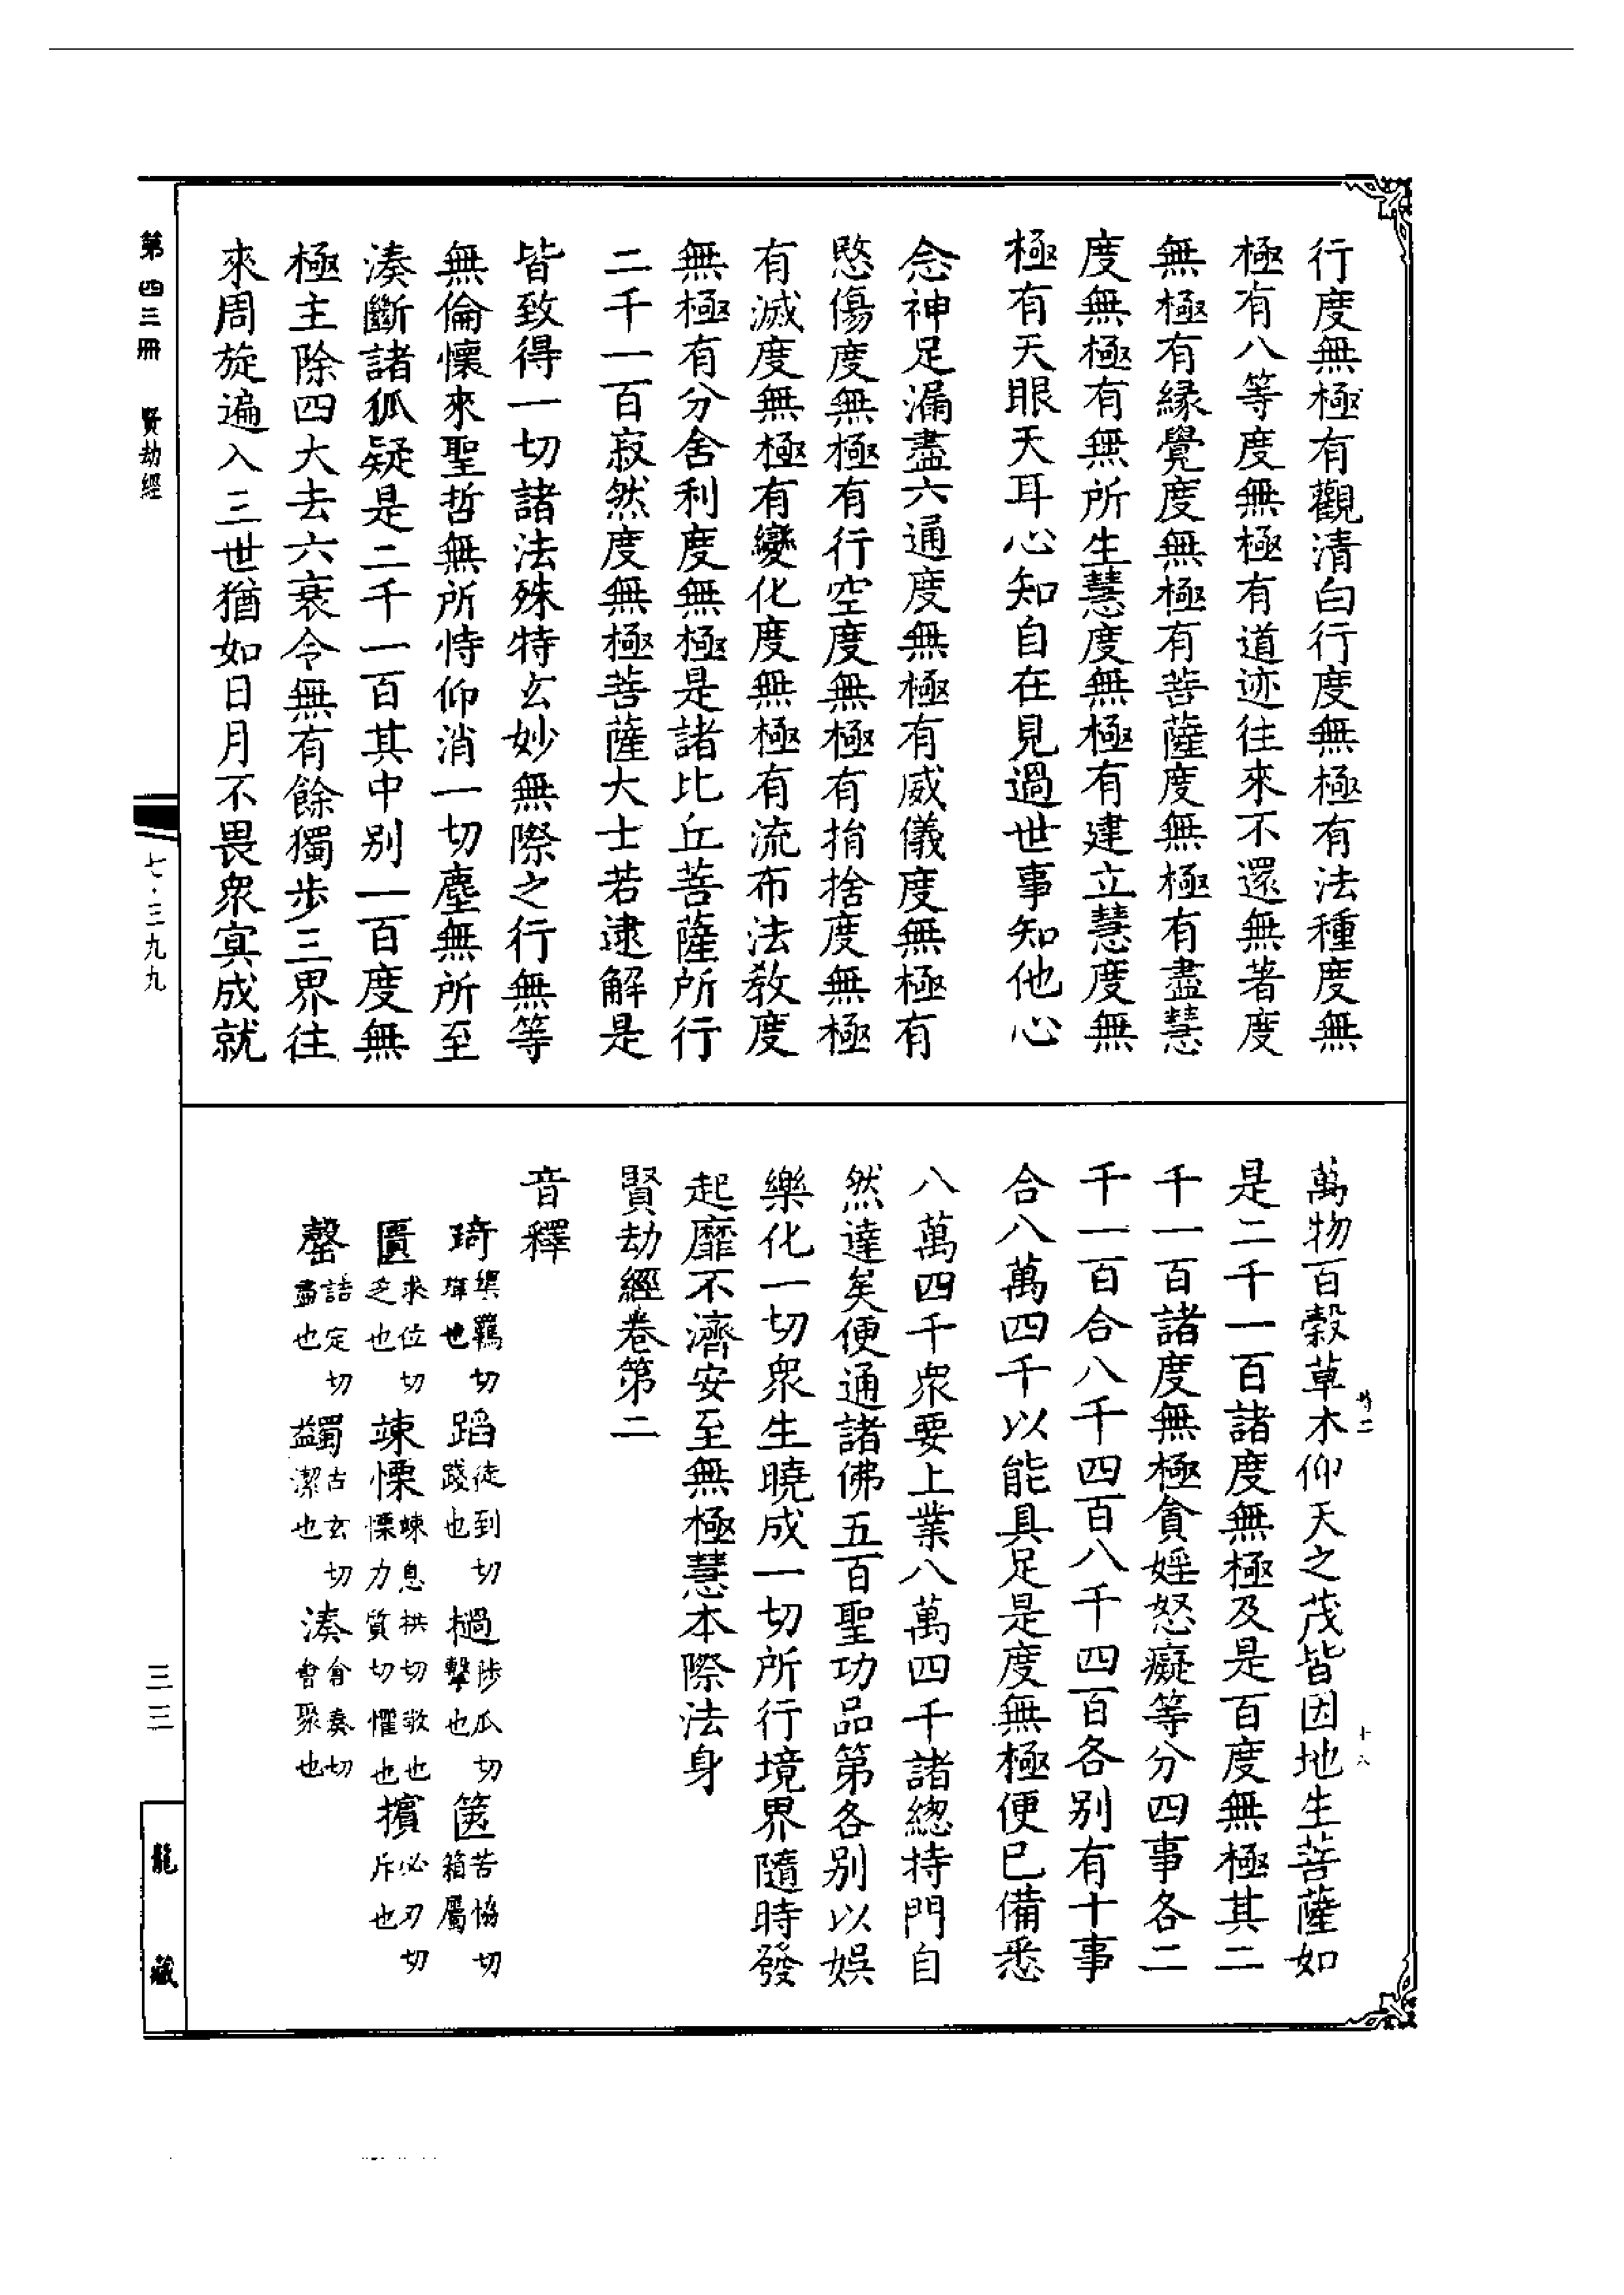 行度無極有觀清白行度無極有法種度無
極有八等度無極有道迹往來不還無著度
無極有緣覺度無極有菩薩度無極有盡慧
度無極有無所生慧度無極有建立慧度無
極有天眼天耳心知自在見過世事知他心
念神足漏盡六通度無極有威儀度無極有
愍傷度無極有行空度無極有捐捨度無極
有滅度無極有變化度無極有流布法教度
無極有分舍利度無極是諸比丘菩薩所行
二千一百寂然度無極菩薩大士若逮解是
皆致得一切諸法殊特玄妙無際之行無等
無倫懷來聖哲無所恃仰消一切塵無所至
湊斷諸狐疑是二千一百其中別一百度無
極主除四大去六衰令無有餘獨步三界往
來周旋遍入三世猶如日月不畏眾冥成就
萬物百穀草木仰天之茂皆因地生菩薩如
是二千一百諸度無極及是百度無極其二
千一百諸度無極貪婬怒癡等分四事各二
千一百合八千四百八千四百各別有十事
合八萬四千以能具足是度無極便已備悉
八萬四千眾要上業八萬四千諸總持門自
然達矣便通諸佛五百聖功品第各別以娛
樂化一切眾生曉成一切所行境界隨時發
起靡不濟安至無極慧本際法身
賢劫經卷第二
音釋
琦渠羈切瑋也 蹈徒到切踐也 檛陟瓜切擊也 篋苦協切箱屬
匱求位切乏也 竦慄竦息拱切敬也慄力質切懼也 擯必刃切斥也
罄詰定切盡也 蠲古玄切潔也益 湊倉奏切會聚也
十八
第四三冊 賢劫經
七·三九九
三三
龍藏